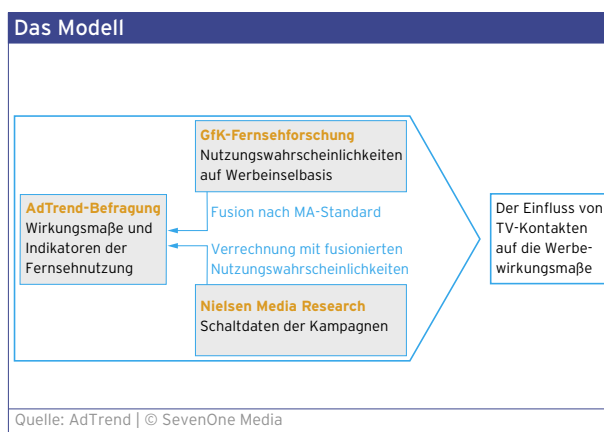 Das Modell
GfK-Fernsehforschung
Nutzungswahrscheinlichkeiten
auf Werbeinselbasis
AdTrend-Befragung
Wirkungsmaße und
Indikatoren der
Fernsehnutzung
Fusion nach MA-Standard
Verrechnung mit fusionierten
Nutzungswahrscheinlichkeiten
Nielsen Media Research
Schaltdaten der Kampagnen
Der Einfluss von
TV-Kontakten
auf die Werbe-
wirkungsmaße
Quelle: AdTrend | © SevenOne Media